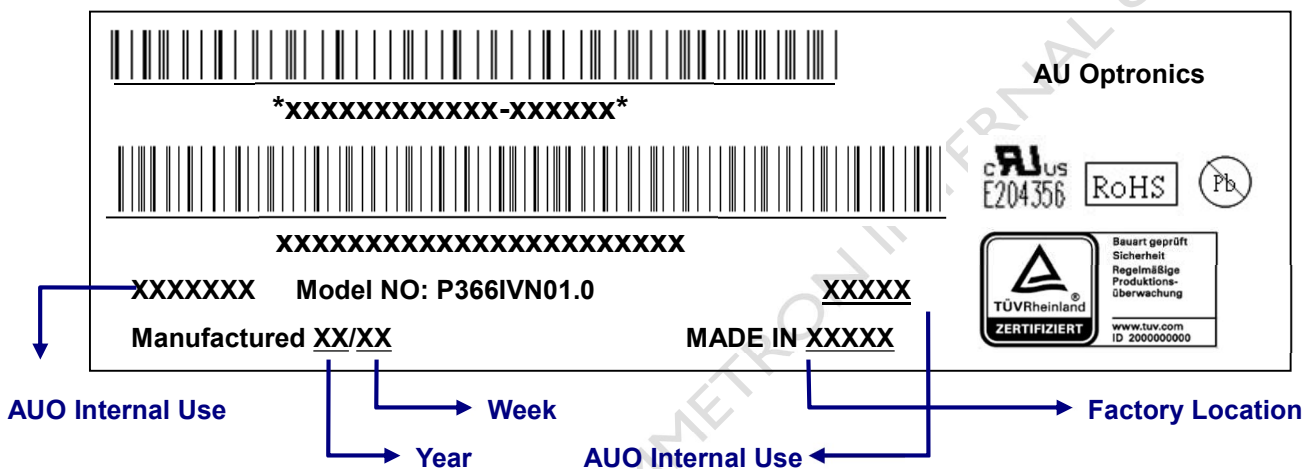 AU Optronics
*xxxxxxxxxxxx-xxxxxx*
c us
E204356
RoHS
Pb
xxxxxxxxxxxxxxxxxxxxxxx
Bauart geprüft
Sicherheit
Regelmäßige
Produktions-
überwachung
www.tuv.com
ID 2000000000
TÜVRheinland®
ZERTIFIZIERT
XXXXXXX Model NO: P366IVN01.0 XXXXX
Manufactured XX/XX MADE IN XXXXX
AUO Internal Use
Week
Factory Location
Year
AUO Internal Use